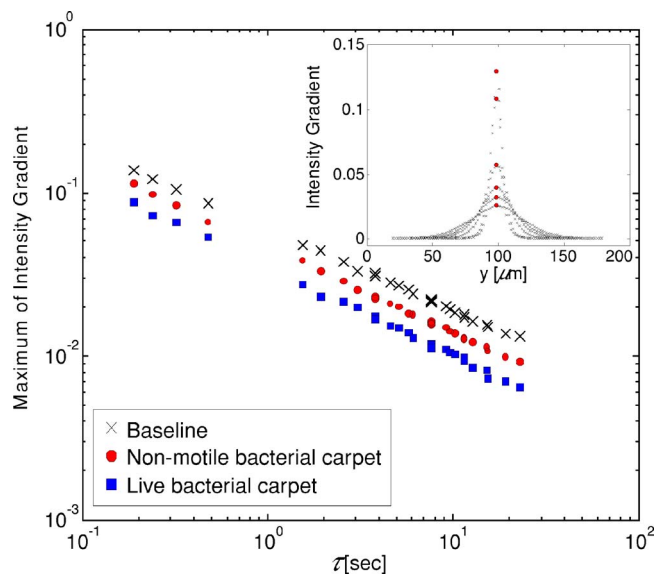 10^0
10^-1
10^-2
10^-3
10^-1
10^0
10^1
10^2
Maximum of Intensity Gradient
τ[sec]
0.15
0.1
0.05
0
0
50
100
150
200
Intensity Gradient
y [μm]
Baseline
Non-motile bacterial carpet
Live bacterial carpet